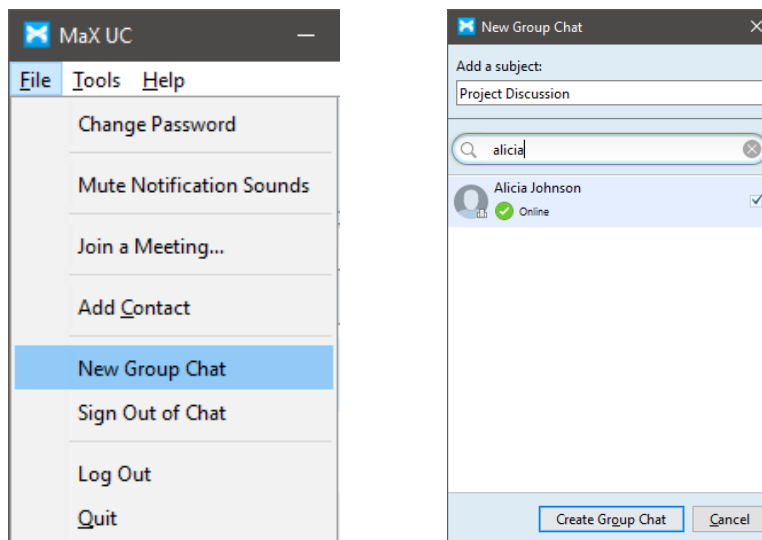 MaX UC
File Tools Help
Change Password
Mute Notification Sounds
Join a Meeting...
Add Contact
New Group Chat
Sign Out of Chat
Log Out
Quit
New Group Chat
Add a subject:
Project Discussion
alicia
Alicia Johnson
Online
Create Group Chat Cancel